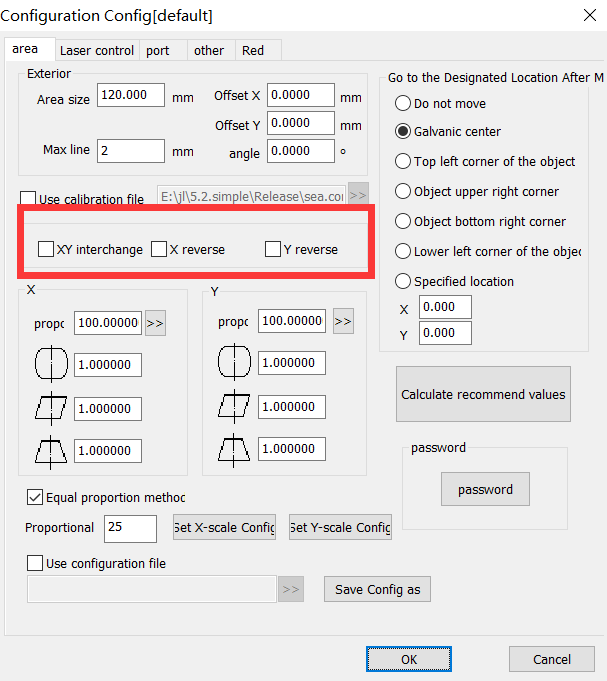 Configuration Config[default]
area Laser control port other Red
Exterior
Area size 120.000 mm Offset X 0.0000 mm
Offset Y 0.0000 mm
Max line 2 mm angle 0.0000 °
Use calibration file E:\jl\5.2.simple\Release\sea.co >>
XY interchange X reverse Y reverse
X
propc 100.00000 >>
1.000000
1.000000
1.000000
Y
propc 100.00000 >>
1.000000
1.000000
1.000000
Equal proportion methoc
Proportional 25 Set X-scale Config Set Y-scale Config
Use configuration file
>> Save Config as
Go to the Designated Location After M
Do not move
Galvanic center
Top left corner of the object
Object upper right corner
Object bottom right corner
Lower left corner of the objec
Specified location
X 0.000
Y 0.000
Calculate recommend values
password
password
OK Cancel